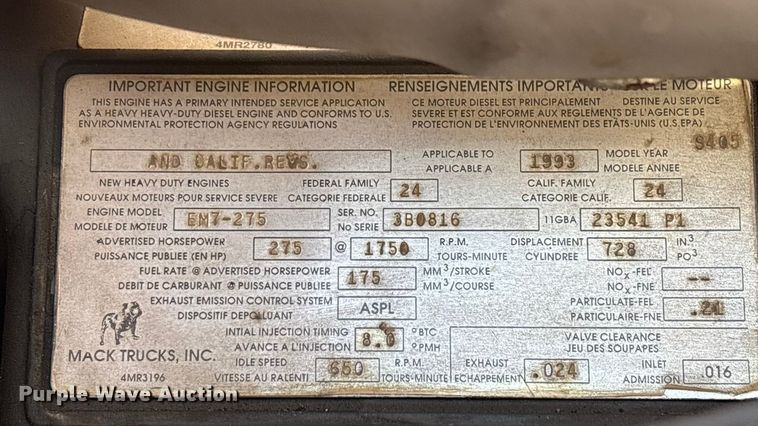 4MR2780
IMPORTANT ENGINE INFORMATION RENSEIGNEMENTS IMPORTANTS LE MOTEUR
THIS ENGINE HAS A PRIMARY INTENDED SERVICE APPLICATION CE MOTEUR DIESEL EST PRINCIPALEMENT DESTINE AU SERVICE
AS A HEAVY HEAVY-DUTY DIESEL ENGINE AND CONFORMS TO U.S. SEVERE ET EST CONFORME AUX REGLEMENTS DE L'AGENCE DE
ENVIRONMENTAL PROTECTION AGENCY REGULATIONS PROTECTION DE L'ENVIRONNEMENT DES ETATS-UNIS (U.S.EPA)
9405
AND CALIF.REGS. APPLICABLE TO 1993 MODEL YEAR
APPLICABLE A MODELE ANNEE
NEW HEAVY DUTY ENGINES FEDERAL FAMILY 24 CALIF. FAMILY 24
NOUVEAUX MOTEURS POUR SERVICE SEVERE CATEGORIE FEDERALE CATEGORIE CALIF.
ENGINE MODEL EM7-275 SER. NO. 3B0816 11GBA 23541 P1
MODELE DE MOTEUR No SERIE
ADVERTISED HORSEPOWER 275 @ 1750 R.P.M. DISPLACEMENT 728 IN.3
PUISSANCE PUBLIEE (EN HP) TOURS-MINUTE CYLINDREE PO3
FUEL RATE @ ADVERTISED HORSEPOWER 175 MM3/STROKE NOX-FEL --
DEBIT DE CARBURANT @ PUISSANCE PUBLIEE MM3/COURSE NOX-FNE
EXHAUST EMISSION CONTROL SYSTEM ASPL PARTICULATE-FEL .21
DISPOSITIF DEPOLLUANT PARTICULAIRE-FNE
INTIAL INJECTION TIMING 8.0 °BTC VALVE CLEARANCE
AVANCE A L'INJECTION °PMH JEU DES SOUPAPES
MACK TRUCKS, INC. IDLE SPEED 650 R.P.M. EXHAUST .024 INLET .016
4MR3196 VITESSE AU RALENTI TOURS-MINUTE ECHAPPEMENT ADMISSION
Purple Wave Auction